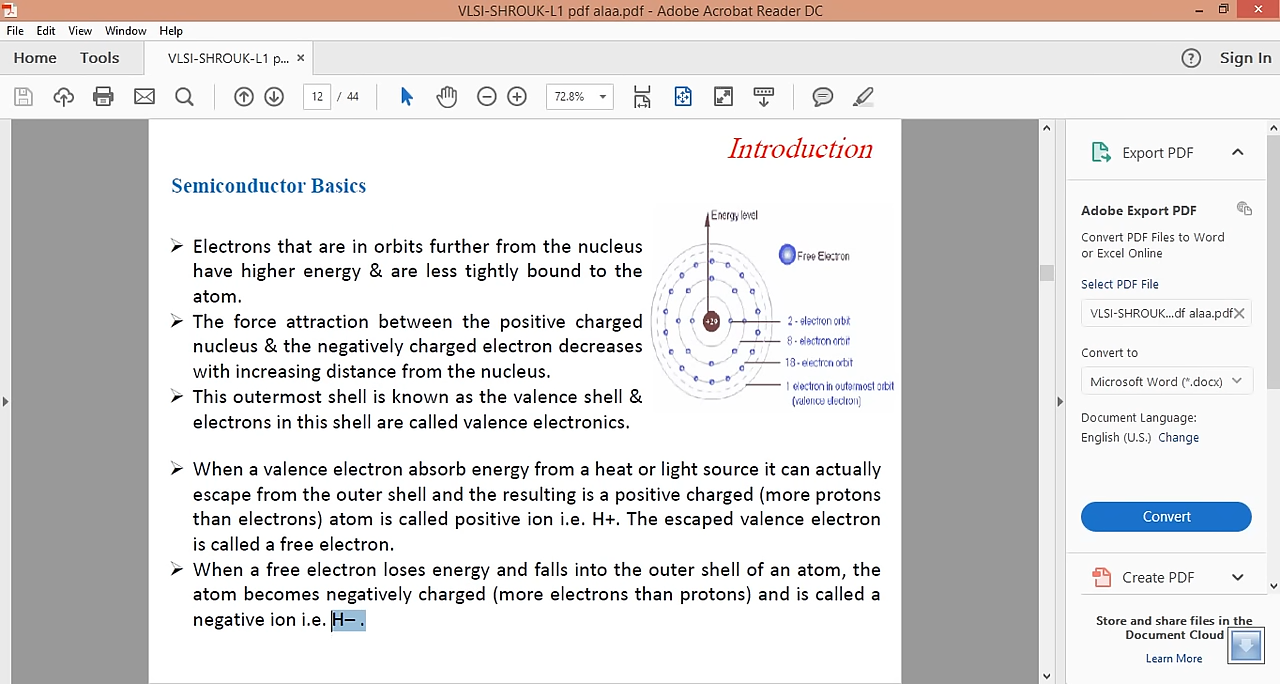 VLSI-SHROUK-L1 pdf alaa.pdf - Adobe Acrobat Reader DC
File Edit View Window Help
Home Tools VLSI-SHROUK-L1 p... × ? Sign In
12 / 44 72.8%
Introduction
Semiconductor Basics
➢ Electrons that are in orbits further from the nucleus
have higher energy & are less tightly bound to the
atom.
➢ The force attraction between the positive charged
nucleus & the negatively charged electron decreases
with increasing distance from the nucleus.
➢ This outermost shell is known as the valence shell &
electrons in this shell are called valence electronics.
Energy level
Free Electron
+29
2 - electron orbit
8 - electron orbit
18 - electron orbit
1 electron in outermost orbit
(valence electron)
➢ When a valence electron absorb energy from a heat or light source it can actually
escape from the outer shell and the resulting is a positive charged (more protons
than electrons) atom is called positive ion i.e. H+. The escaped valence electron
is called a free electron.
➢ When a free electron loses energy and falls into the outer shell of an atom, the
atom becomes negatively charged (more electrons than protons) and is called a
negative ion i.e. H− .
Export PDF
Adobe Export PDF
Convert PDF Files to Word
or Excel Online
Select PDF File
VLSI-SHROUK...df alaa.pdf
Convert to
Microsoft Word (*.docx)
Document Language:
English (U.S.) Change
Convert
Create PDF
Store and share files in the
Document Cloud
Learn More